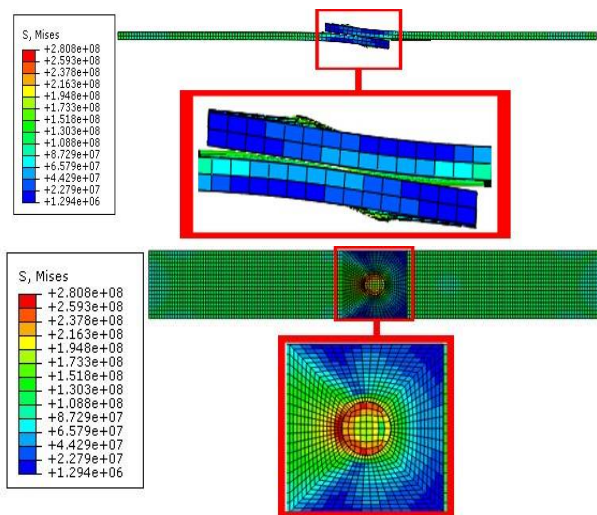 S, Mises
+2.808e+08
+2.593e+08
+2.378e+08
+2.163e+08
+1.948e+08
+1.733e+08
+1.518e+08
+1.303e+08
+1.088e+08
+8.729e+07
+6.579e+07
+4.429e+07
+2.279e+07
+1.294e+06
S, Mises
+2.808e+08
+2.593e+08
+2.378e+08
+2.163e+08
+1.948e+08
+1.733e+08
+1.518e+08
+1.303e+08
+1.088e+08
+8.729e+07
+6.579e+07
+4.429e+07
+2.279e+07
+1.294e+06